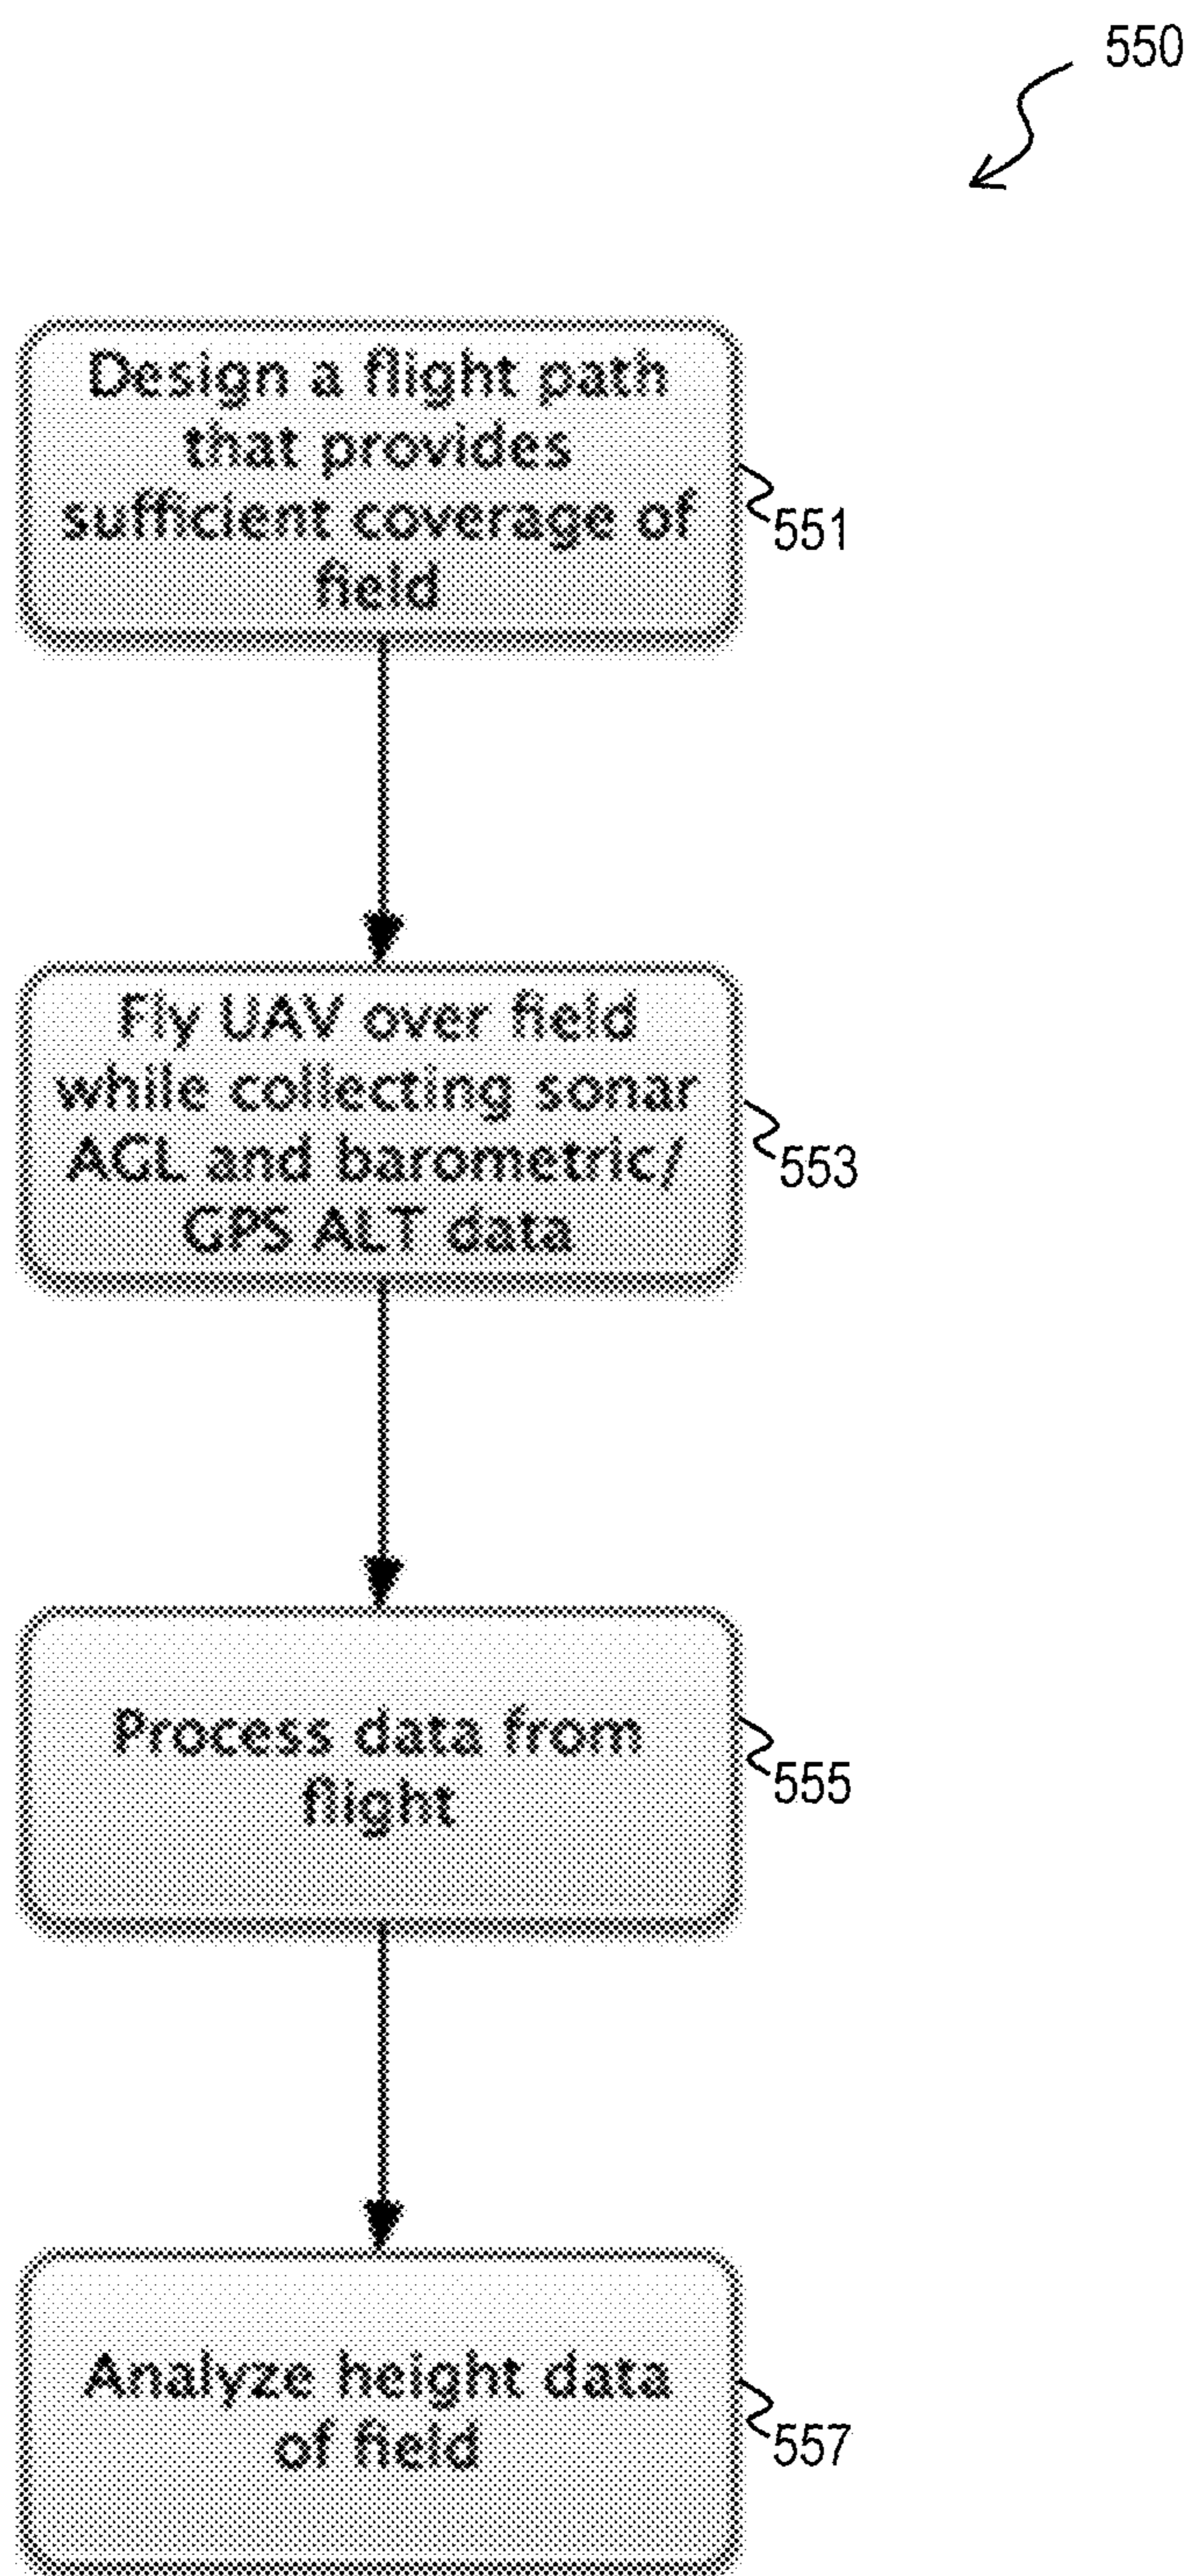 550
Design a flight path
that provides
sufficient coverage of
field
551
Fly UAV over field
while collecting sonar
AGL and barometric/
GPS ALT data
553
Process data from
flight
555
Analyze height data
of field
557